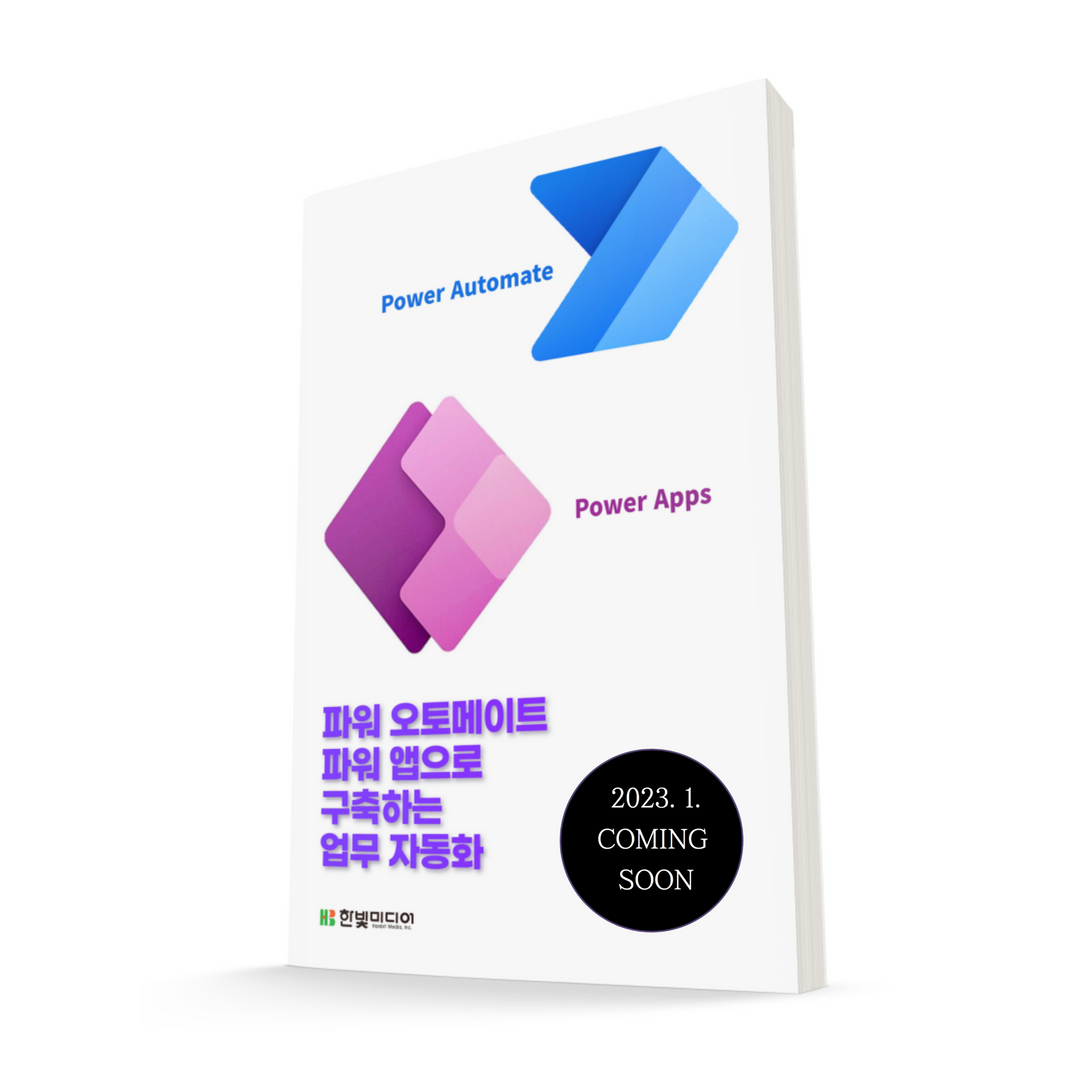 Power Automate
Power Apps
파워 오토메이트
파워 앱으로
구축하는
업무 자동화
2023. 1.
COMING
SOON
HB 한빛미디어
Hanbit Media, Inc.